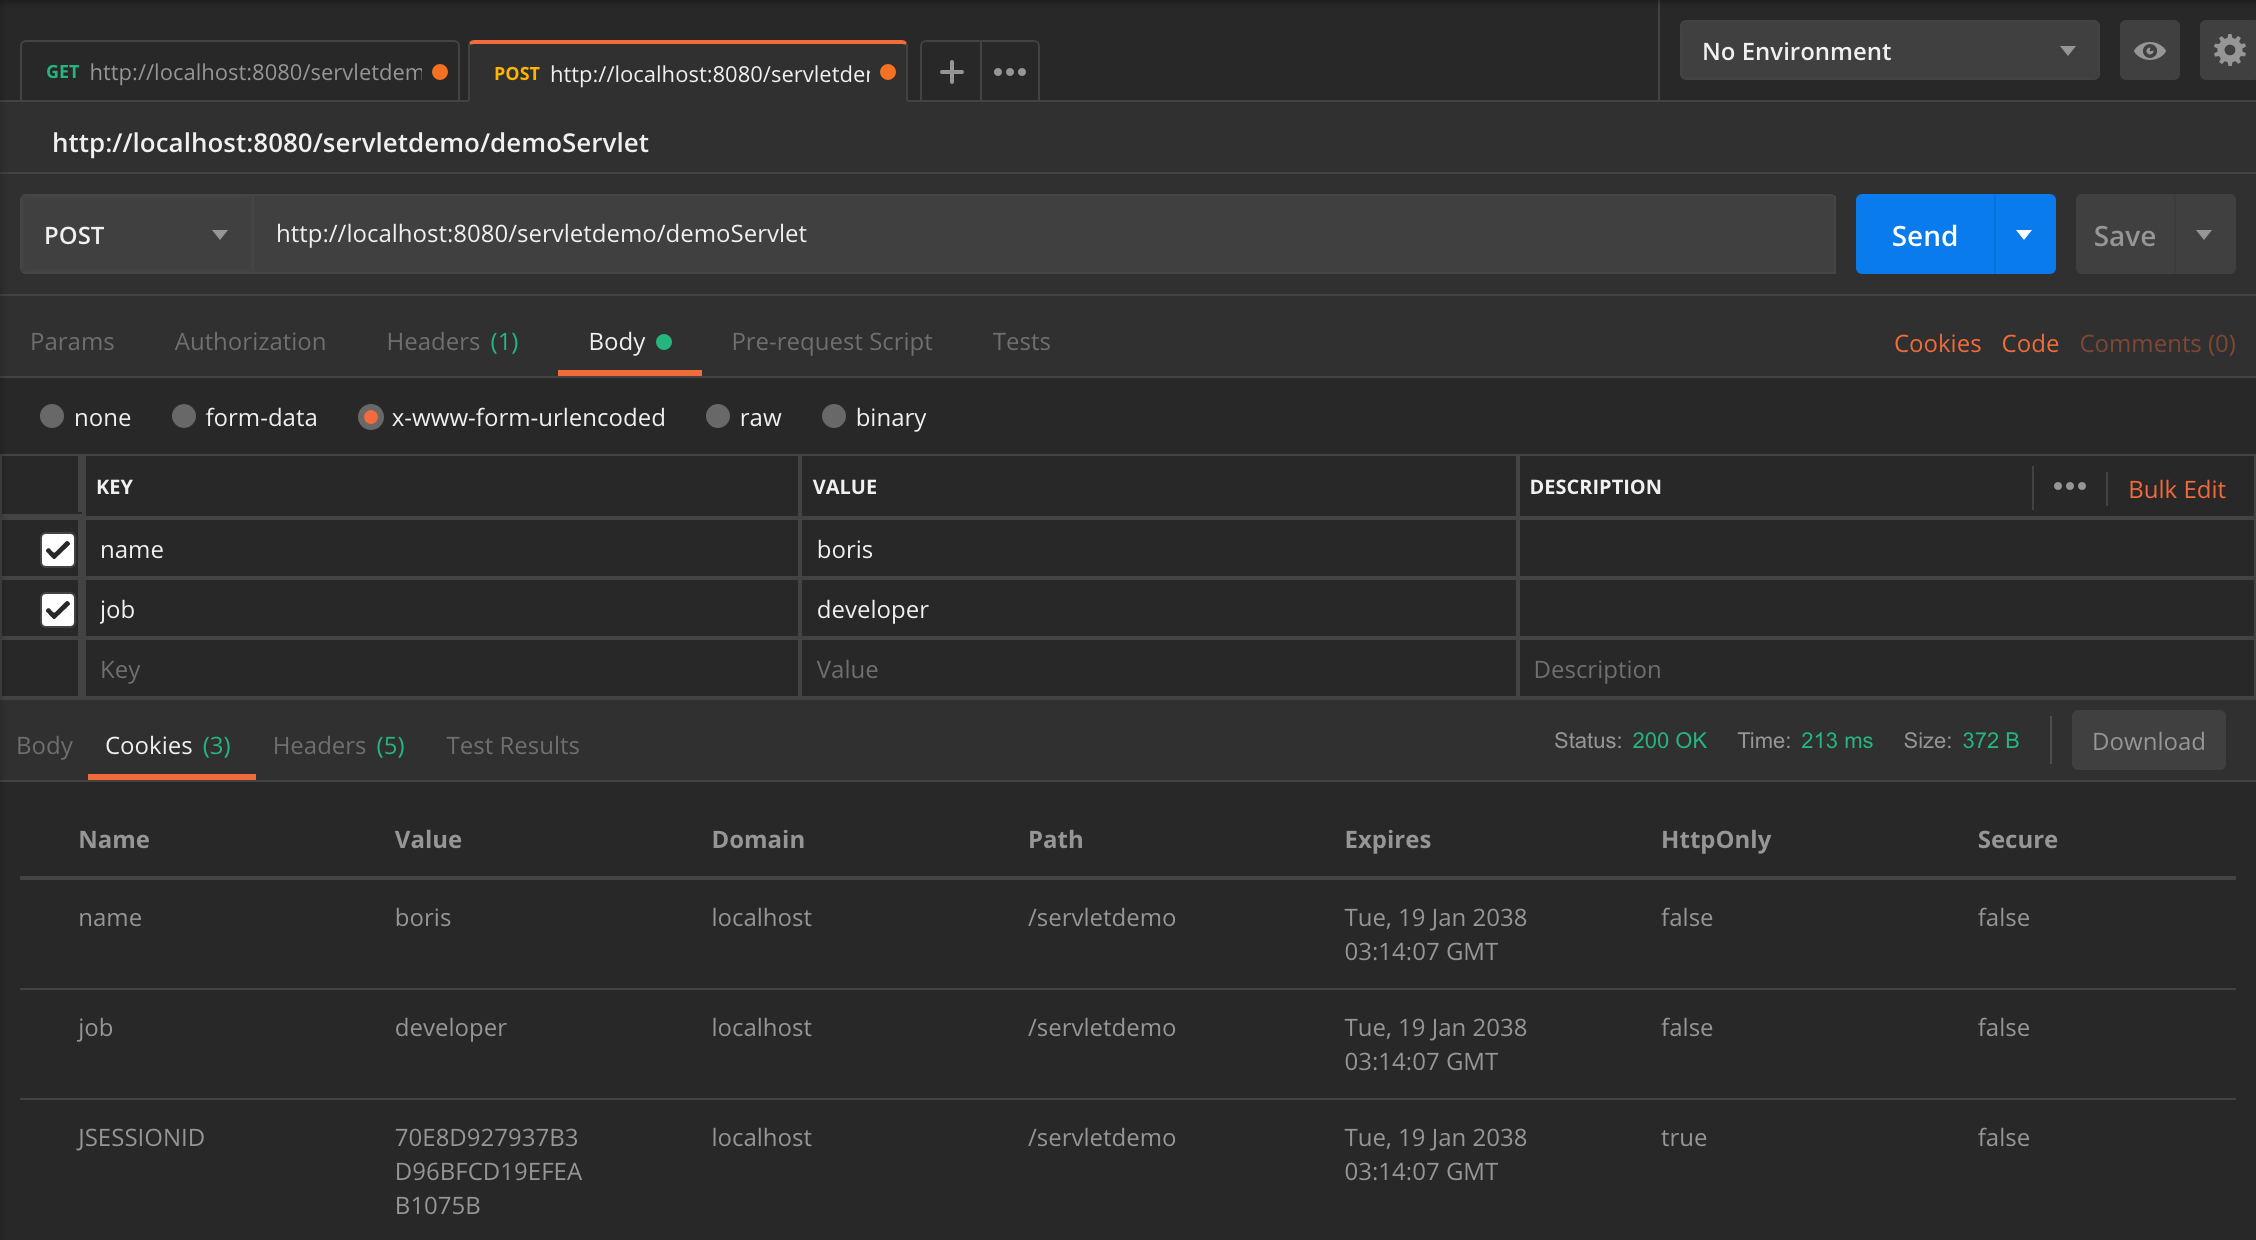 GET http://localhost:8080/servletdem
POST http://localhost:8080/servletder
No Environment
http://localhost:8080/servletdemo/demoServlet
POST http://localhost:8080/servletdemo/demoServlet Send Save
Params Authorization Headers (1) Body Pre-request Script Tests Cookies Code Comments (0)
none form-data x-www-form-urlencoded raw binary
KEY VALUE DESCRIPTION Bulk Edit
name boris
job developer
Key Value Description
Body Cookies (3) Headers (5) Test Results Status: 200 OK Time: 213 ms Size: 372 B Download
Name Value Domain Path Expires HttpOnly Secure
name boris localhost /servletdemo Tue, 19 Jan 2038 false false
03:14:07 GMT
job developer localhost /servletdemo Tue, 19 Jan 2038 false false
03:14:07 GMT
JSESSIONID 70E8D927937B3 localhost /servletdemo Tue, 19 Jan 2038 true false
D96BFCD19EFEA 03:14:07 GMT
B1075B